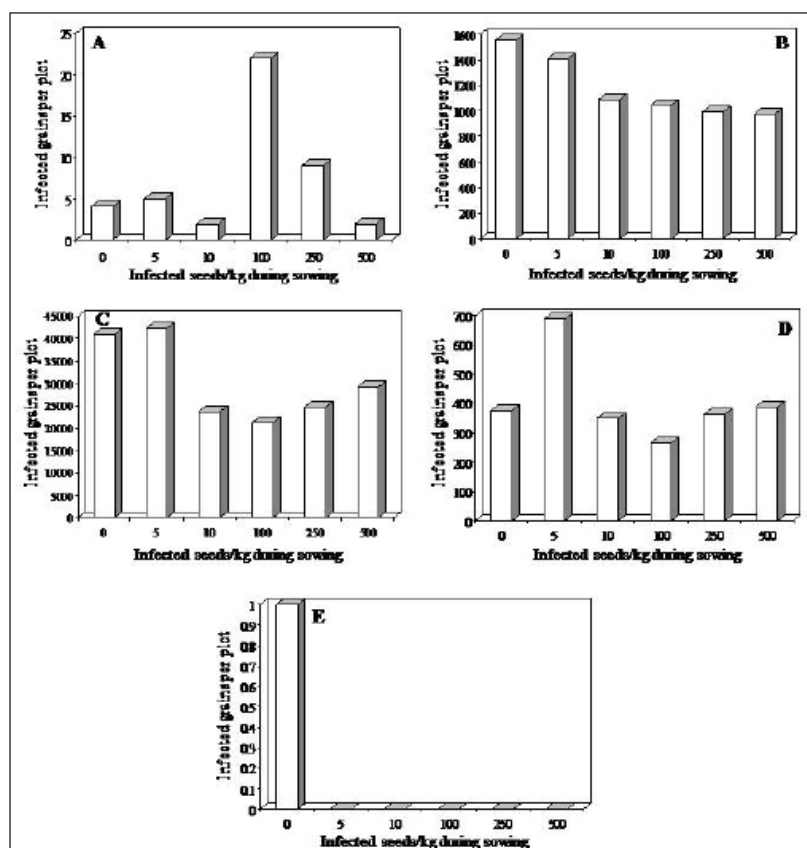 A
Infected grains per plot
25
20
15
10
5
0
0 5 10 100 250 500
Infected seeds/kg during sowing
B
Infected grains per plot
1600
1400
1200
1000
800
600
400
200
0
0 5 10 100 250 500
Infected seeds/kg during sowing
C
Infected grains per plot
45000
40000
35000
30000
25000
20000
15000
10000
5000
0
0 5 10 100 250 500
Infected seeds/kg during sowing
D
Infected grains per plot
700
600
500
400
300
200
100
0
0 5 10 100 250 500
Infected seeds/kg during sowing
E
Infected grains per plot
1
0.9
0.8
0.7
0.6
0.5
0.4
0.3
0.2
0.1
0
0 5 10 100 250 500
Infected seeds/kg during sowing